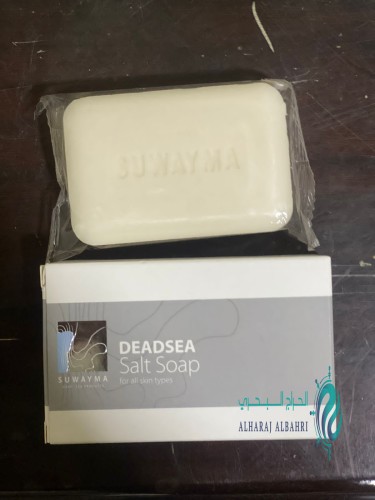 SUWAYMA
DEADSEA
Salt Soap
for all skin types
SUWAYMA
الحراج البحري
ALHARAJ ALBAHRI